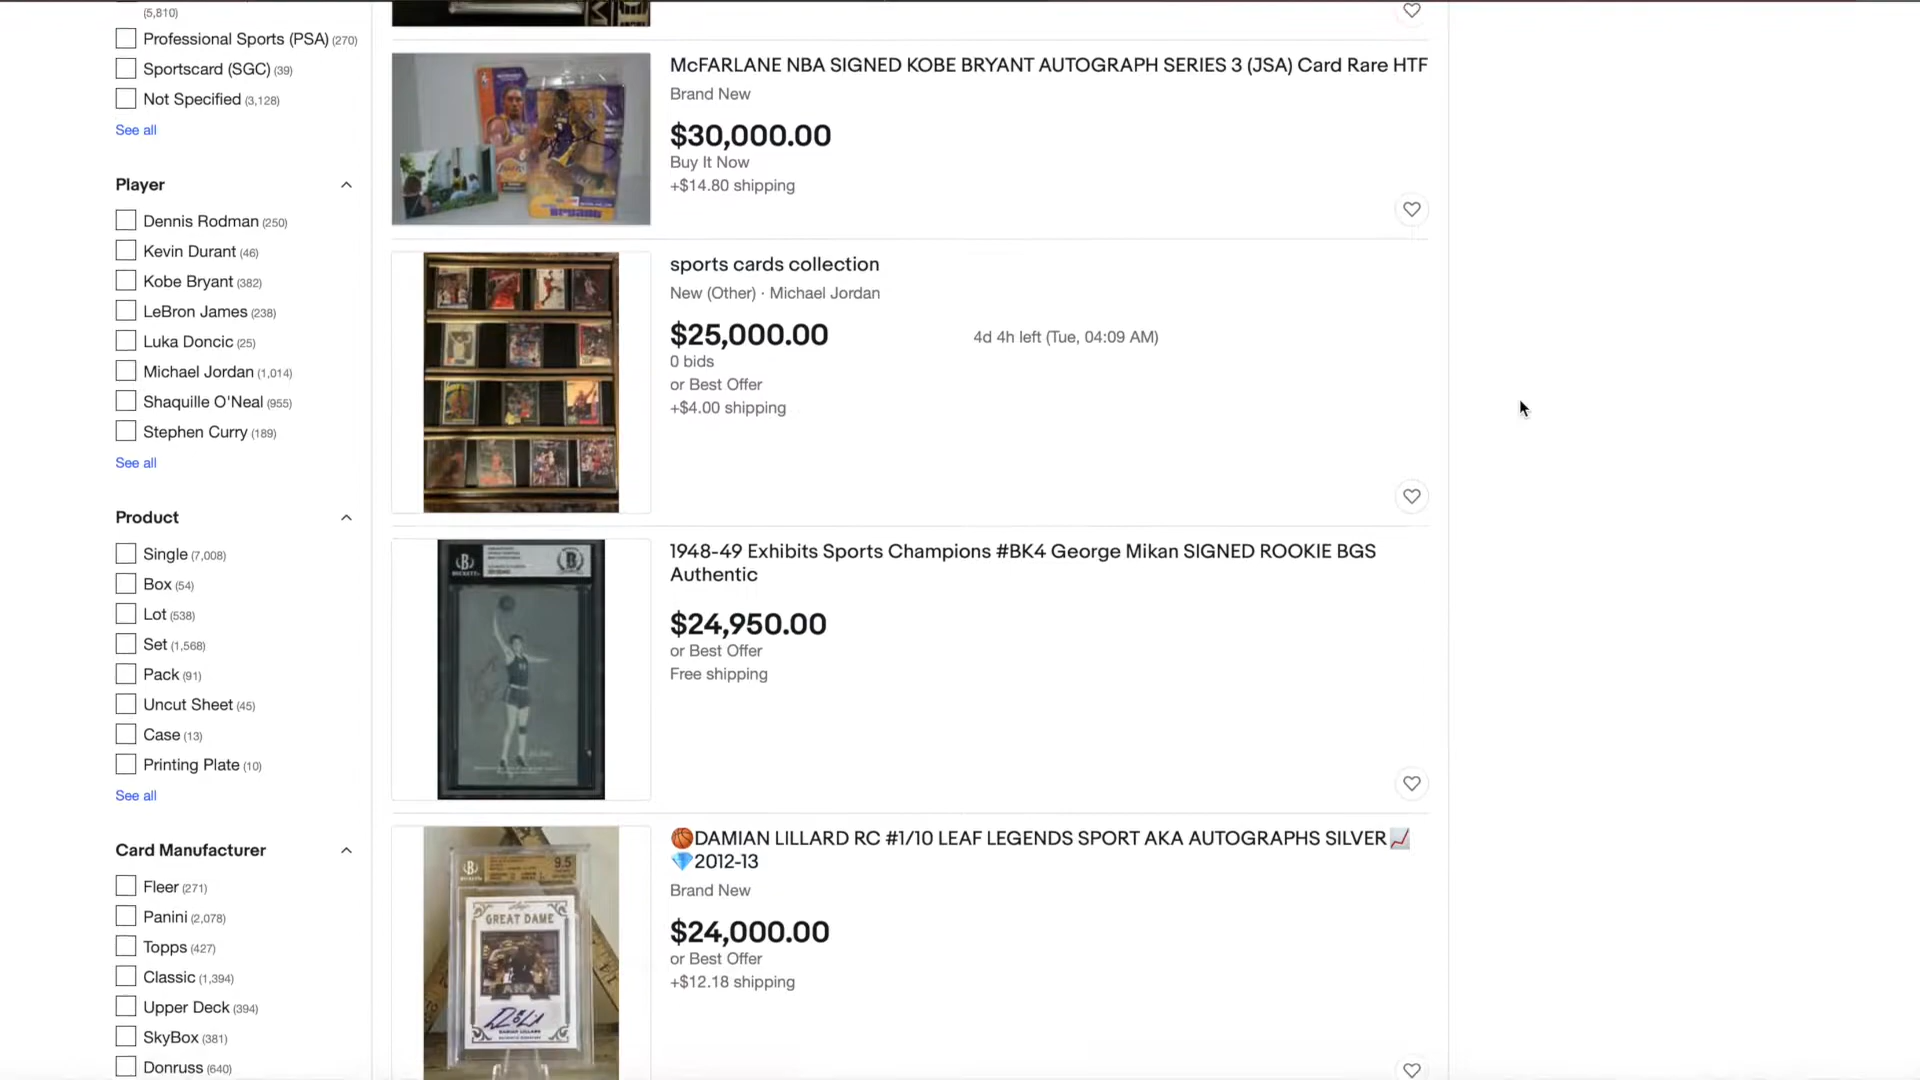 (5,810)
Professional Sports (PSA) (270)
Sportscard (SGC) (39)
Not Specified (3,128)
See all
Player
Dennis Rodman (250)
Kevin Durant (46)
Kobe Bryant (382)
LeBron James (238)
Luka Doncic (25)
Michael Jordan (1,014)
Shaquille O'Neal (955)
Stephen Curry (189)
See all
Product
Single (7,008)
Box (54)
Lot (538)
Set (1,568)
Pack (91)
Uncut Sheet (45)
Case (13)
Printing Plate (10)
See all
Card Manufacturer
Fleer (271)
Panini (2,078)
Topps (427)
Classic (1,394)
Upper Deck (394)
SkyBox (381)
Donruss (640)
McFARLANE NBA SIGNED KOBE BRYANT AUTOGRAPH SERIES 3 (JSA) Card Rare HTF
Brand New
$30,000.00
Buy It Now
+$14.80 shipping
sports cards collection
New (Other) · Michael Jordan
$25,000.00
4d 4h left (Tue, 04:09 AM)
0 bids
or Best Offer
+$4.00 shipping
1948-49 Exhibits Sports Champions #BK4 George Mikan SIGNED ROOKIE BGS
Authentic
$24,950.00
or Best Offer
Free shipping
🏀DAMIAN LILLARD RC #1/10 LEAF LEGENDS SPORT AKA AUTOGRAPHS SILVER📈
💎2012-13
Brand New
$24,000.00
or Best Offer
+$12.18 shipping
9.5
GREAT DAME
AKA